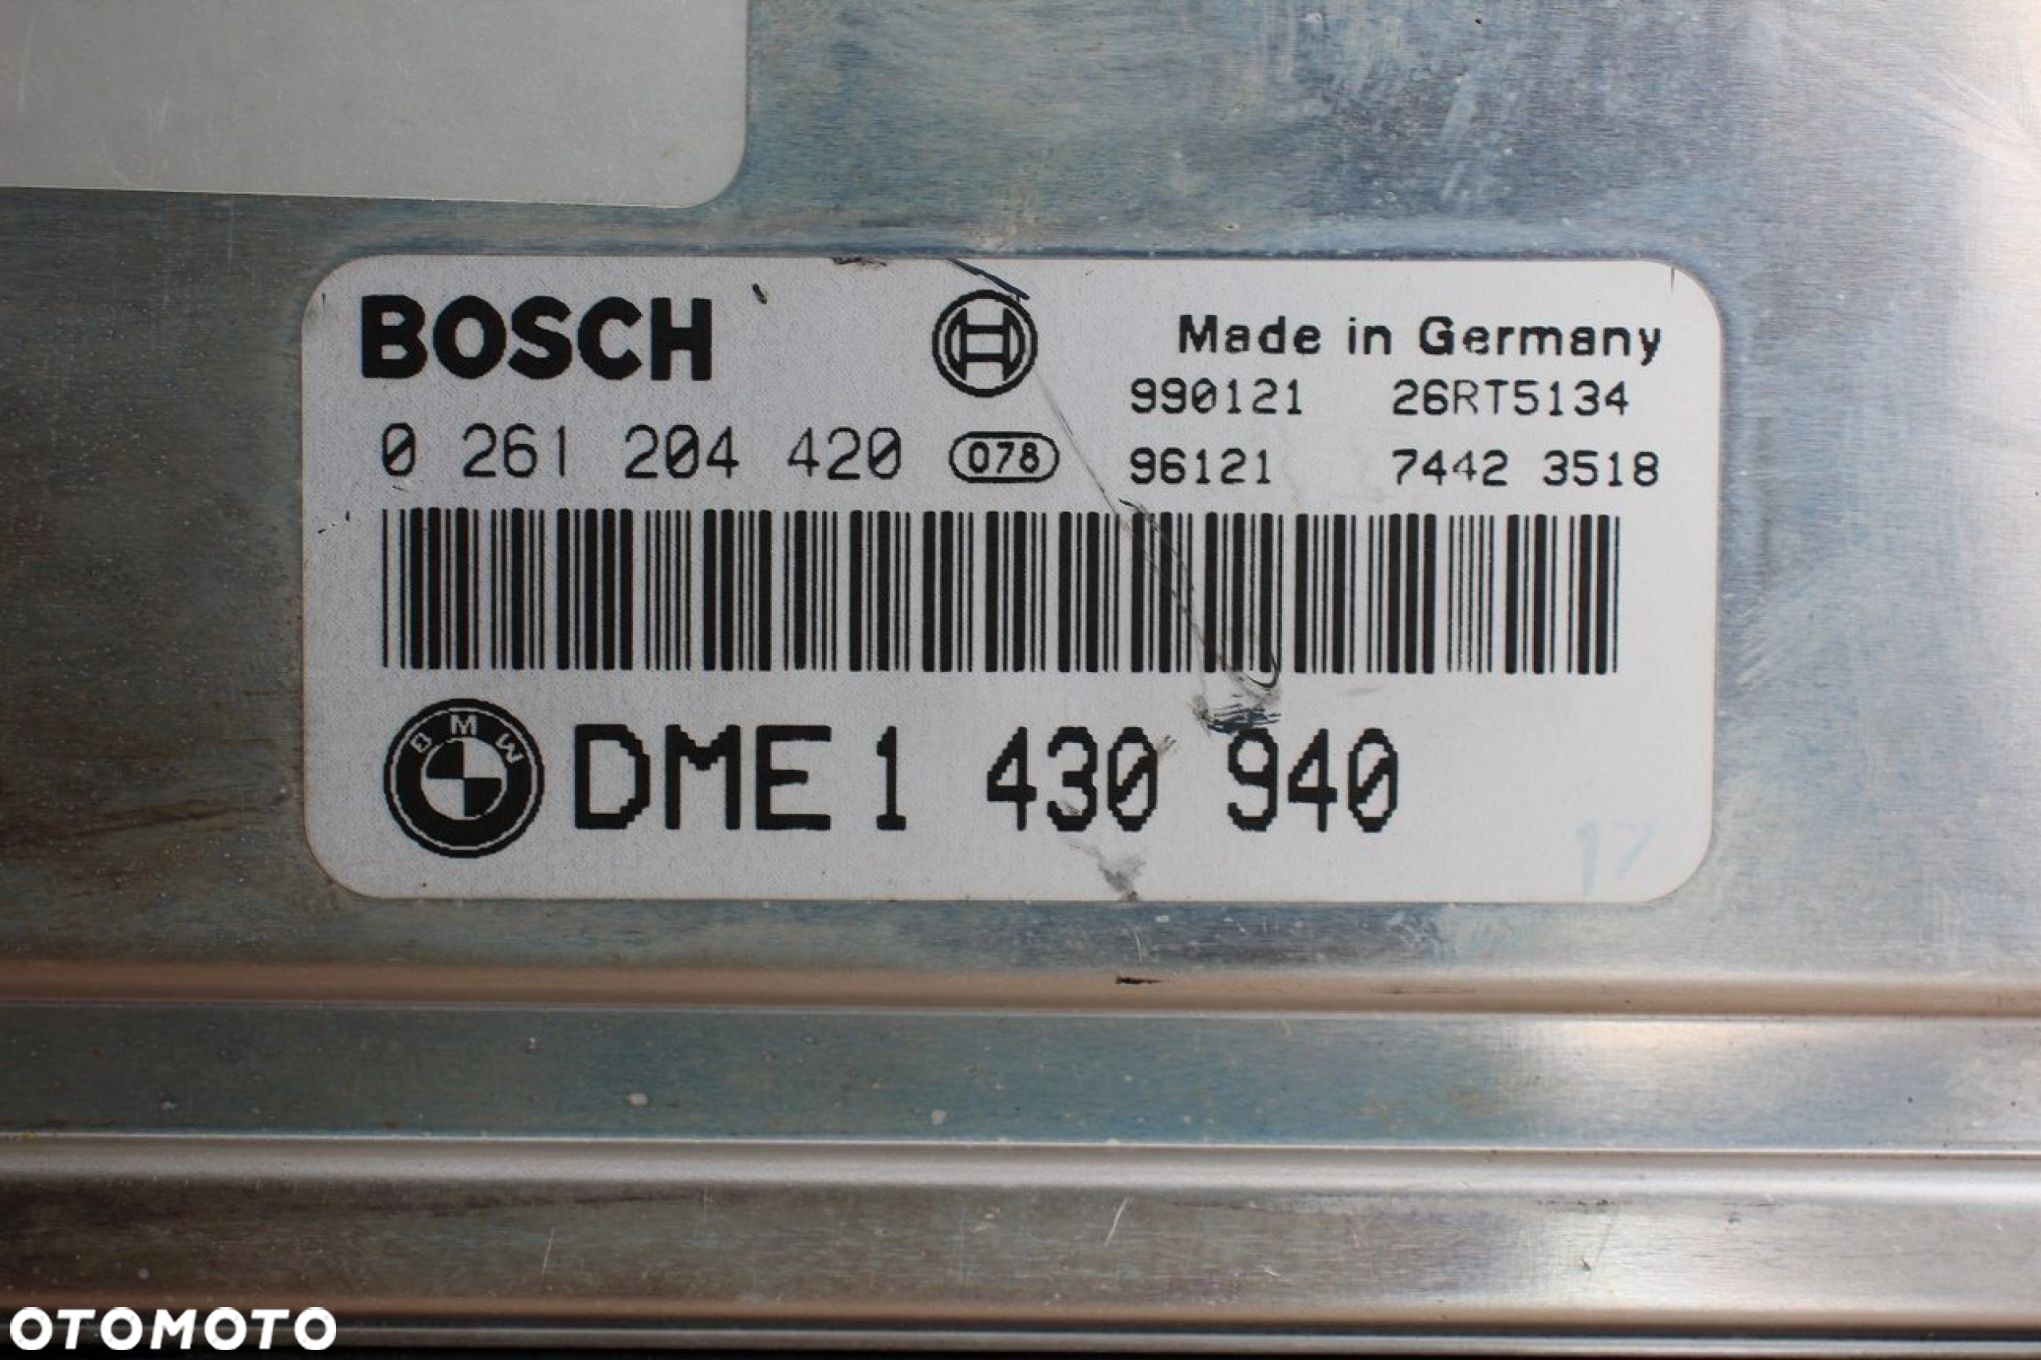 BOSCH
Made in Germany
990121 26RT5134
0 261 204 420 078 96121 7442 3518
BMW DME 1 430 940
17
OTOMOTO